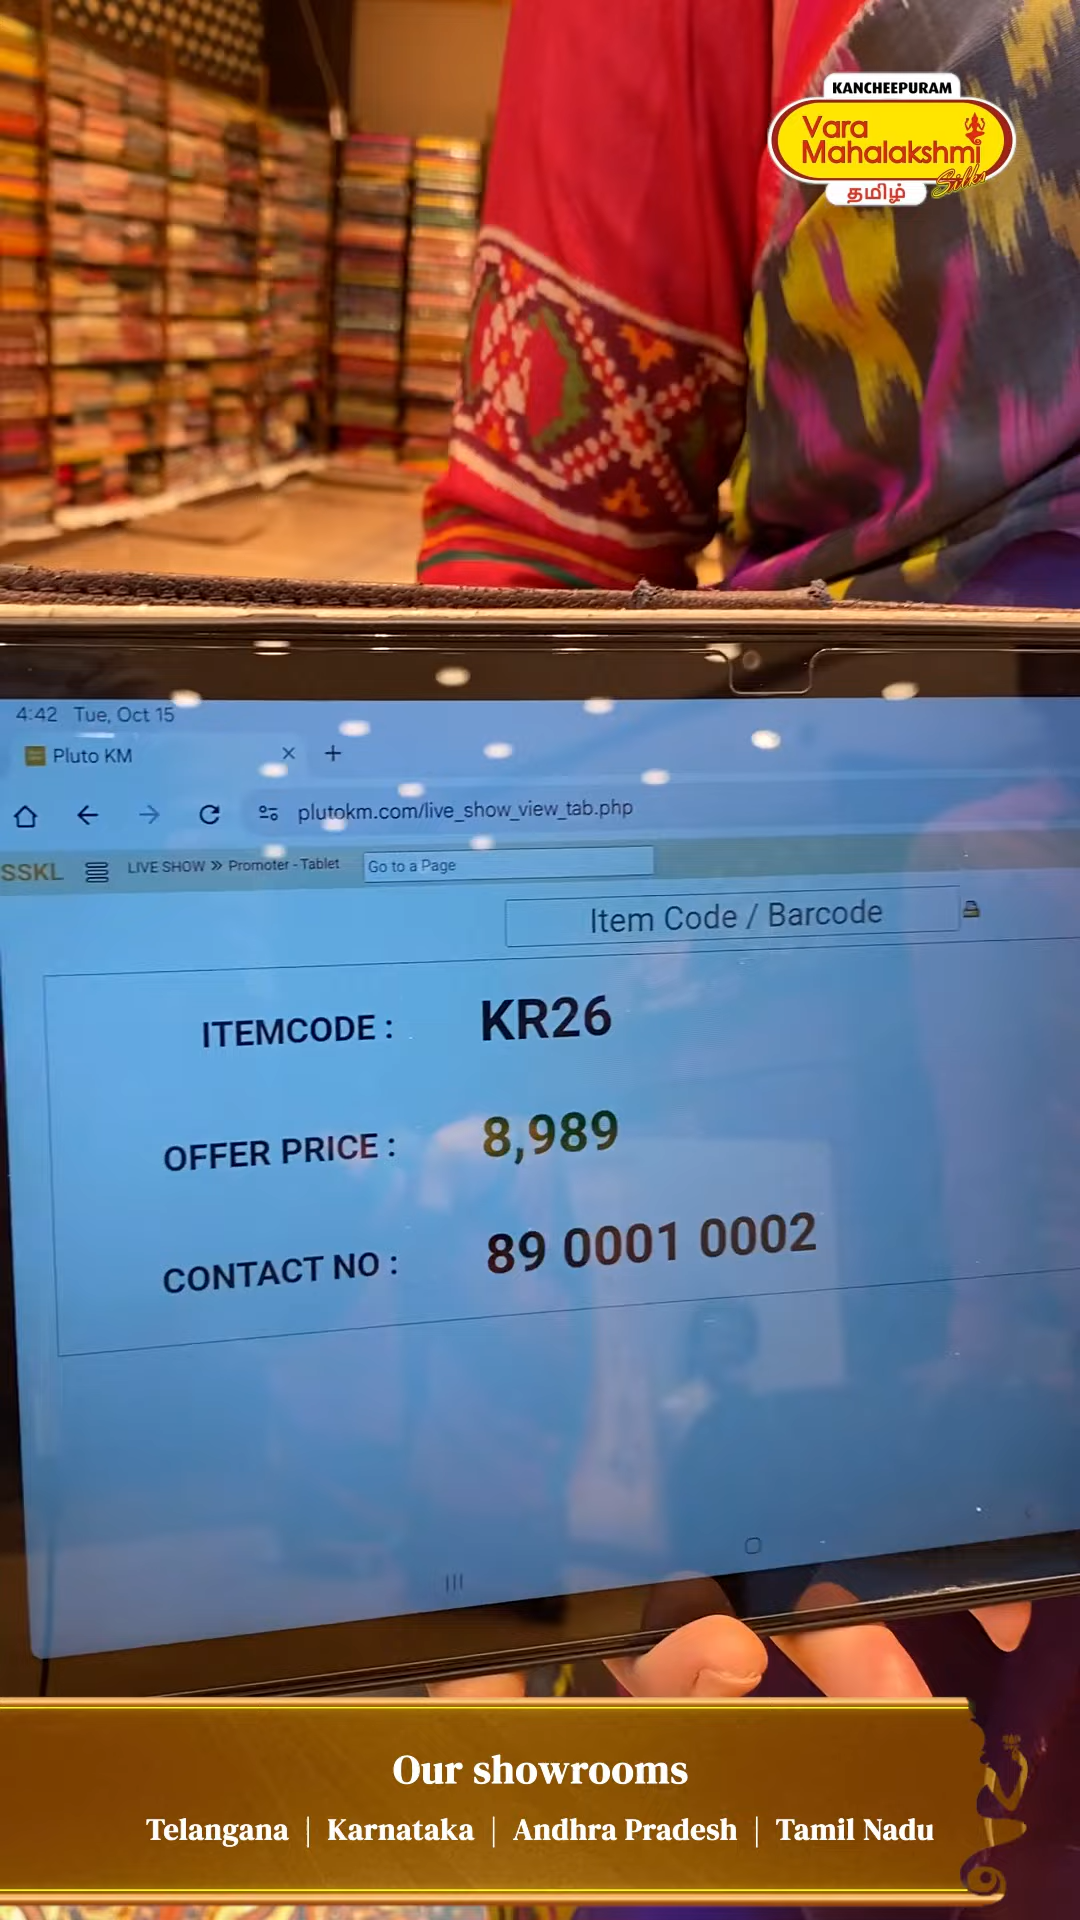 KANCHEEPURAM
Vara
Mahalakshmi
Silks
தமிழ்
4:42 Tue, Oct 15
Pluto KM
plutokm.com/live_show_view_tab.php
SSKL LIVE SHOW » Promoter - Tablet Go to a Page
Item Code / Barcode
ITEMCODE : KR26
OFFER PRICE : 8,989
CONTACT NO : 89 0001 0002
Our showrooms
Telangana | Karnataka | Andhra Pradesh | Tamil Nadu